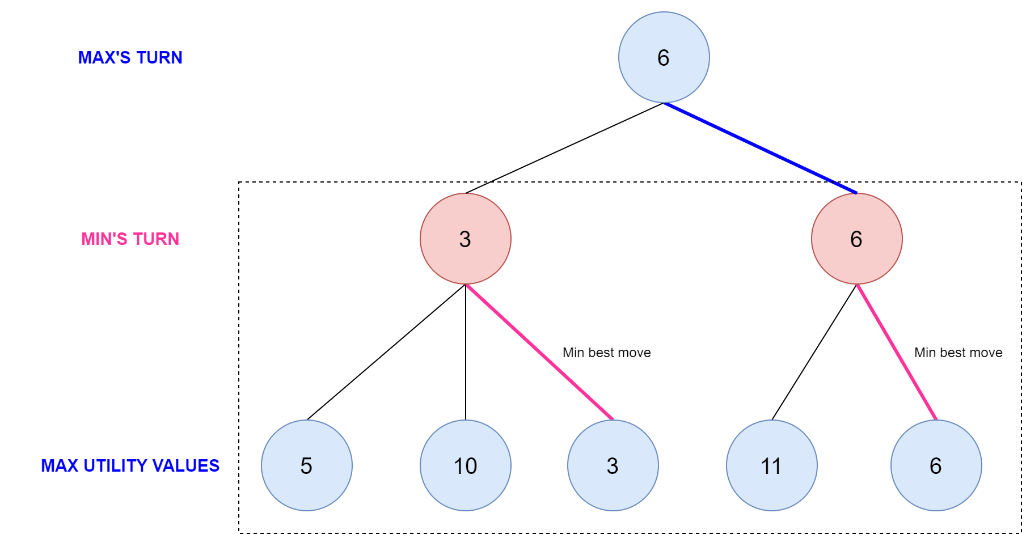 MAX'S TURN
6
MIN'S TURN
3
6
Min best move
Min best move
MAX UTILITY VALUES
5
10
3
11
6